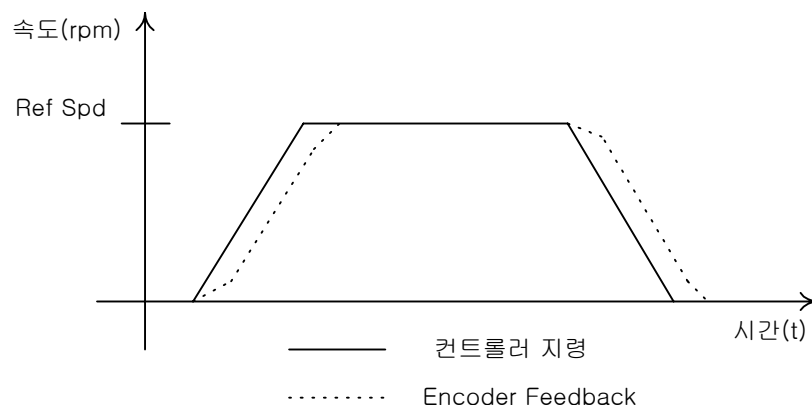 속도(rpm)
Ref Spd
시간(t)
컨트롤러 지령
Encoder Feedback